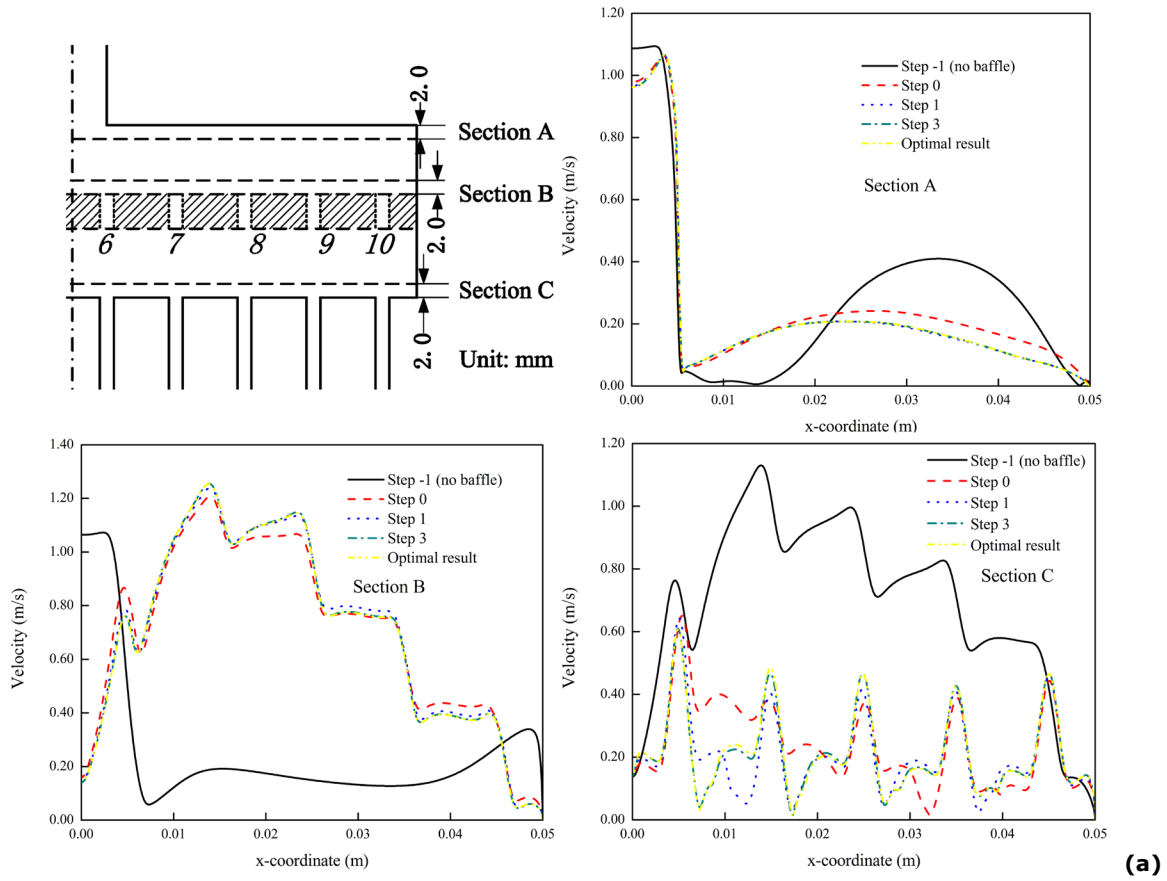 2.0
Section A
Section B
6
7
8
9
10
2.0
Section C
2.0
Unit: mm
1.20
1.00
0.80
0.60
0.40
0.20
0.00
Velocity (m/s)
Step -1 (no baffle)
Step 0
Step 1
Step 3
Optimal result
Section A
0.00
0.01
0.02
0.03
0.04
0.05
x-coordinate (m)
1.40
1.20
1.00
0.80
0.60
0.40
0.20
0.00
Velocity (m/s)
Step -1 (no baffle)
Step 0
Step 1
Step 3
Optimal result
Section B
0.00
0.01
0.02
0.03
0.04
0.05
x-coordinate (m)
1.20
1.00
0.80
0.60
0.40
0.20
0.00
Velocity (m/s)
Step -1 (no baffle)
Step 0
Step 1
Step 3
Optimal result
Section C
0.00
0.01
0.02
0.03
0.04
0.05
x-coordinate (m)
(a)